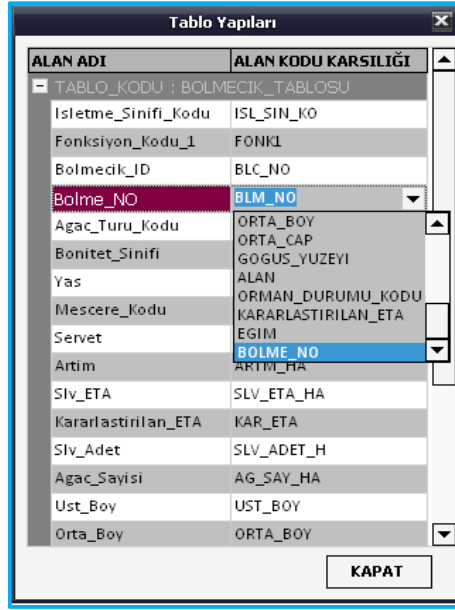 Tablo Yapıları
ALAN ADI ALAN KODU KARSILIĞI
TABLO_KODU : BOLMECIK_TABLOSU
Isletme_Sinifi_Kodu ISL_SIN_KO
Fonksiyon_Kodu_1 FONK1
Bolmecik_ID BLC_NO
Bolme_NO BLM_NO
Agac_Turu_Kodu ORTA_BOY
ORTA_CAP
Bonitet_Sinifi GOGUS_YUZEYI
Yas ALAN
ORMAN_DURUMU_KODU
Mescere_Kodu KARARLASTIRILAN_ETA
Servet EGIM
BOLME_NO
Artim ARTIM_HA
Slv_ETA SLV_ETA_HA
Kararlastirilan_ETA KAR_ETA
Slv_Adet SLV_ADET_H
Agac_Sayisi AG_SAY_HA
Ust_Boy UST_BOY
Orta_Boy ORTA_BOY
KAPAT